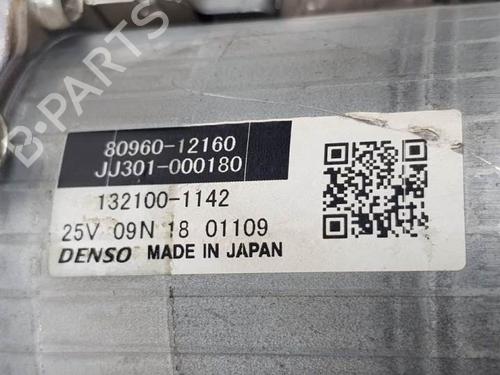 B-PARTS
80960-12160
JJ301-000180
132100-1142
25V 09N 18 01109
DENSO MADE IN JAPAN